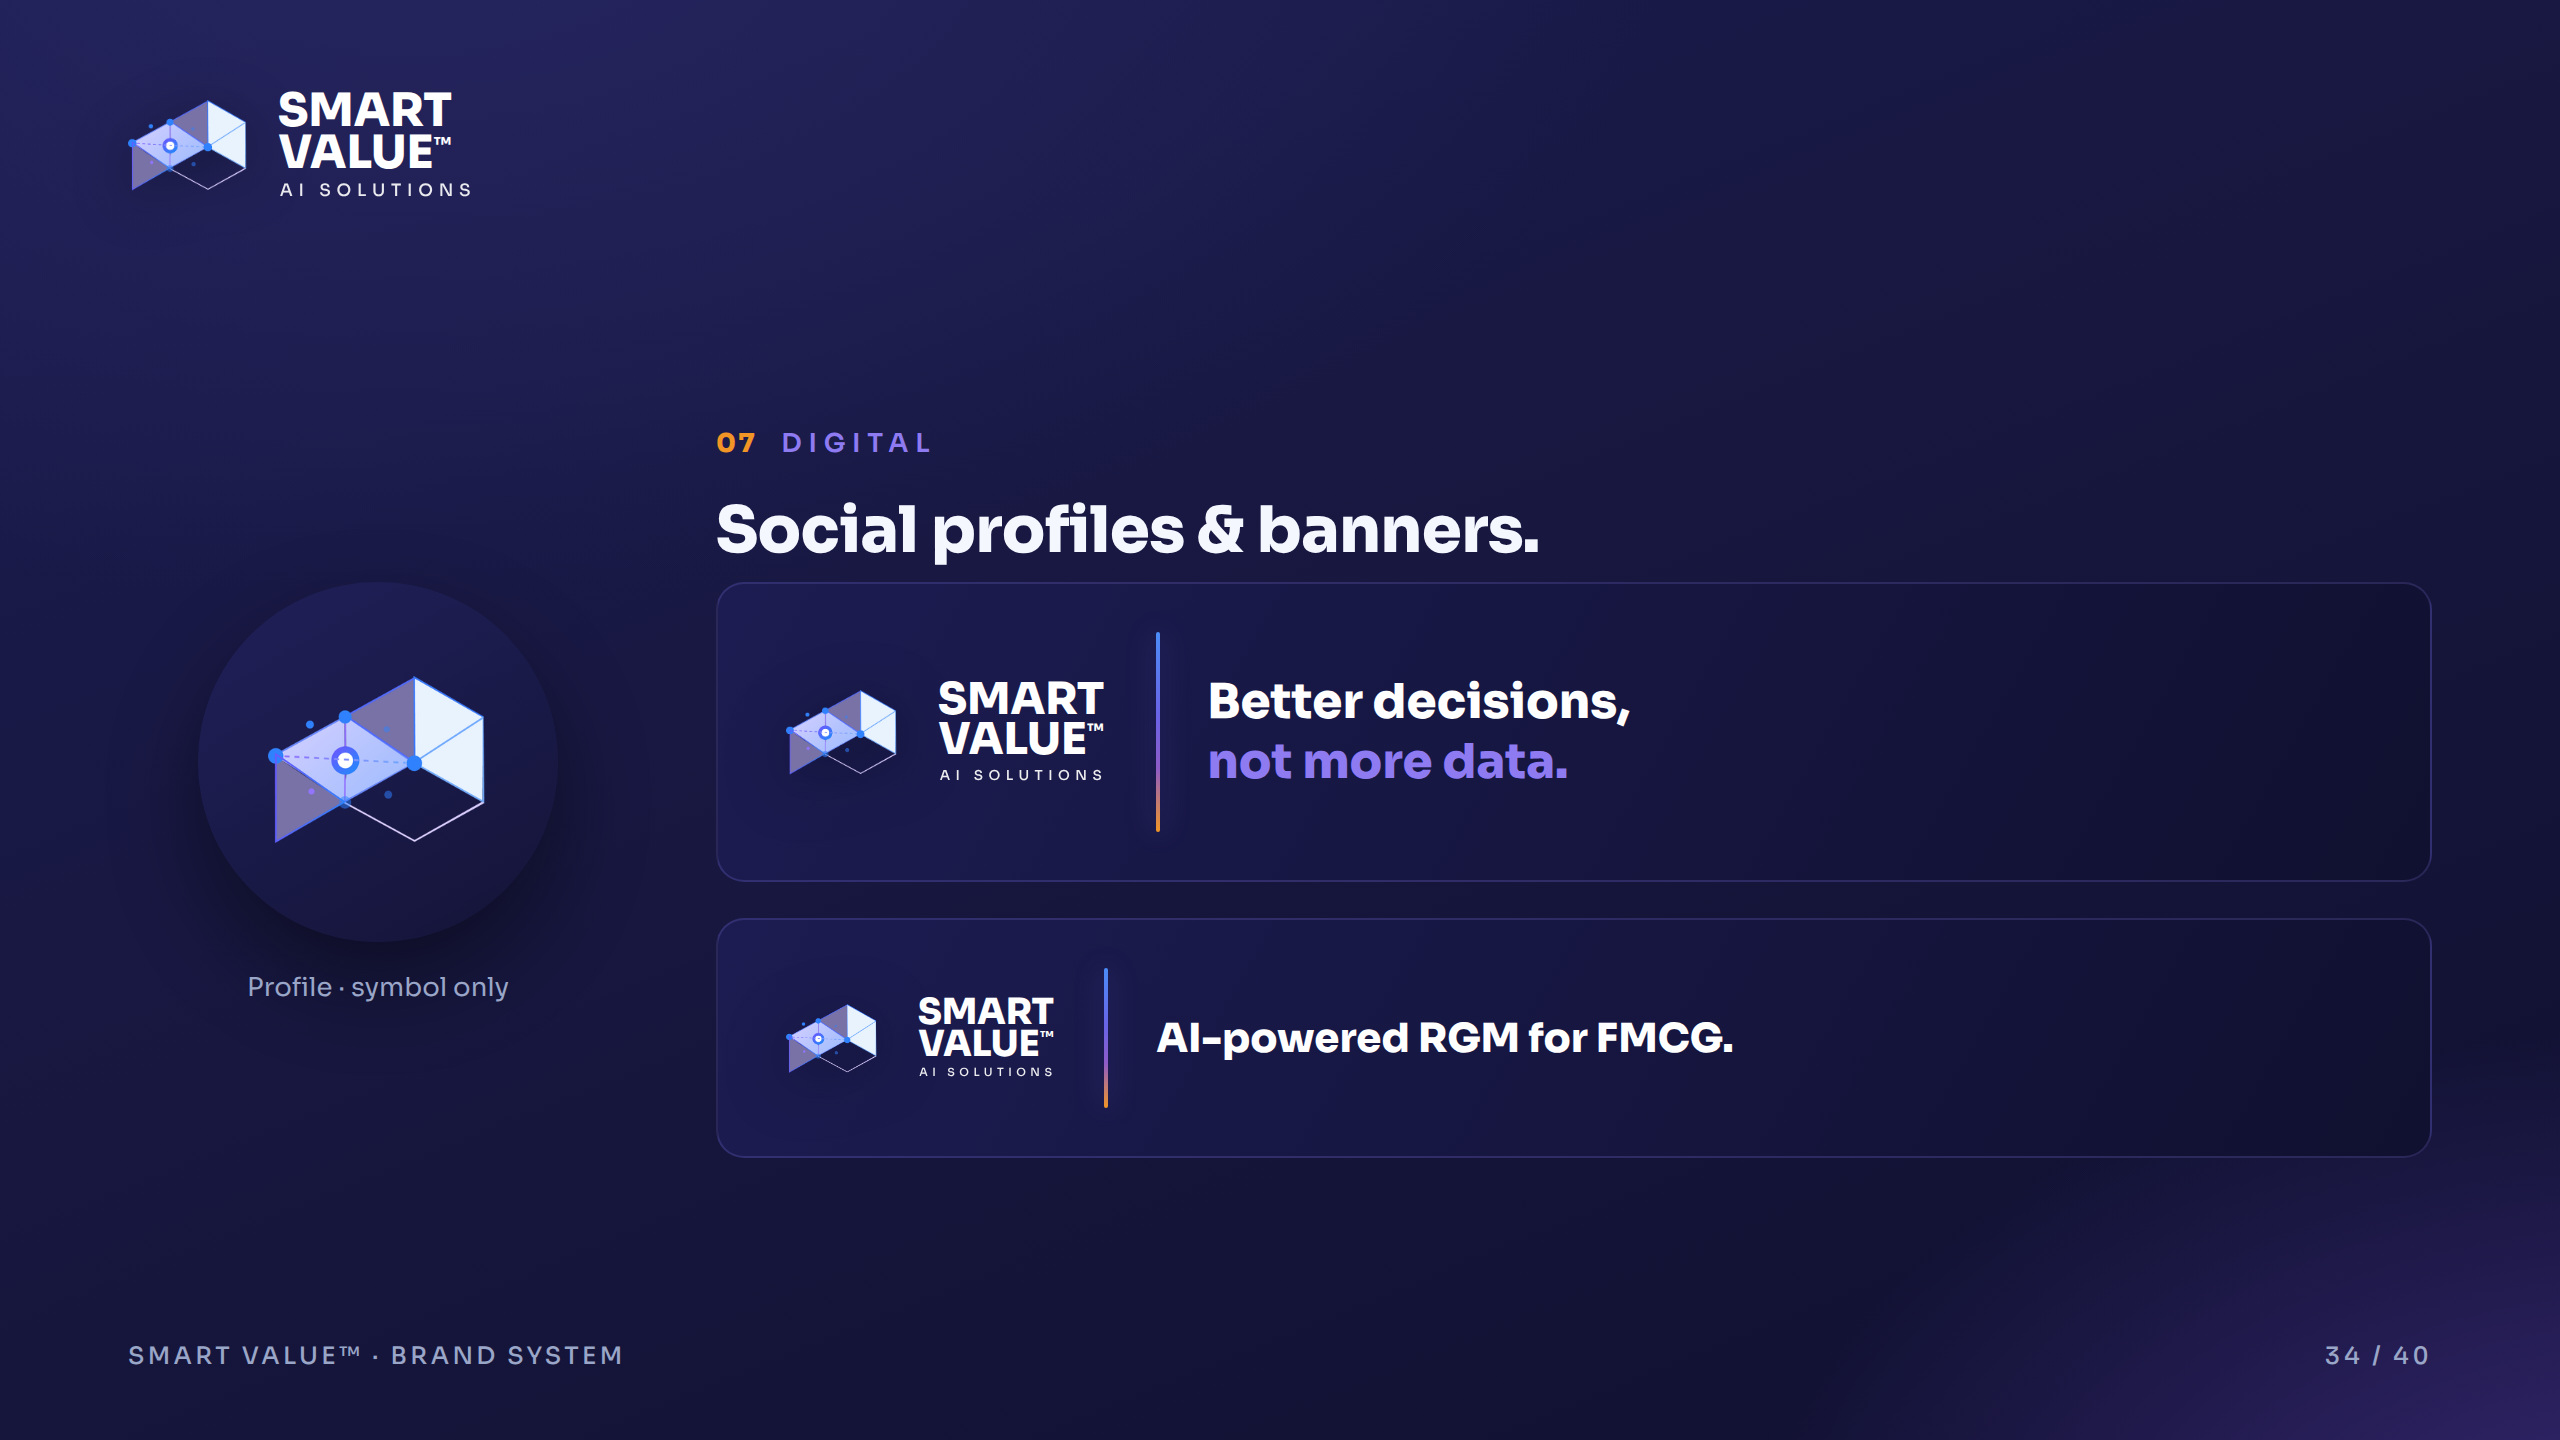 SMART
VALUE™
AI SOLUTIONS
07 DIGITAL
Social profiles & banners.
Profile · symbol only
SMART
VALUE™
AI SOLUTIONS
Better decisions,
not more data.
SMART
VALUE™
AI SOLUTIONS
AI-powered RGM for FMCG.
SMART VALUE™ · BRAND SYSTEM
34 / 40